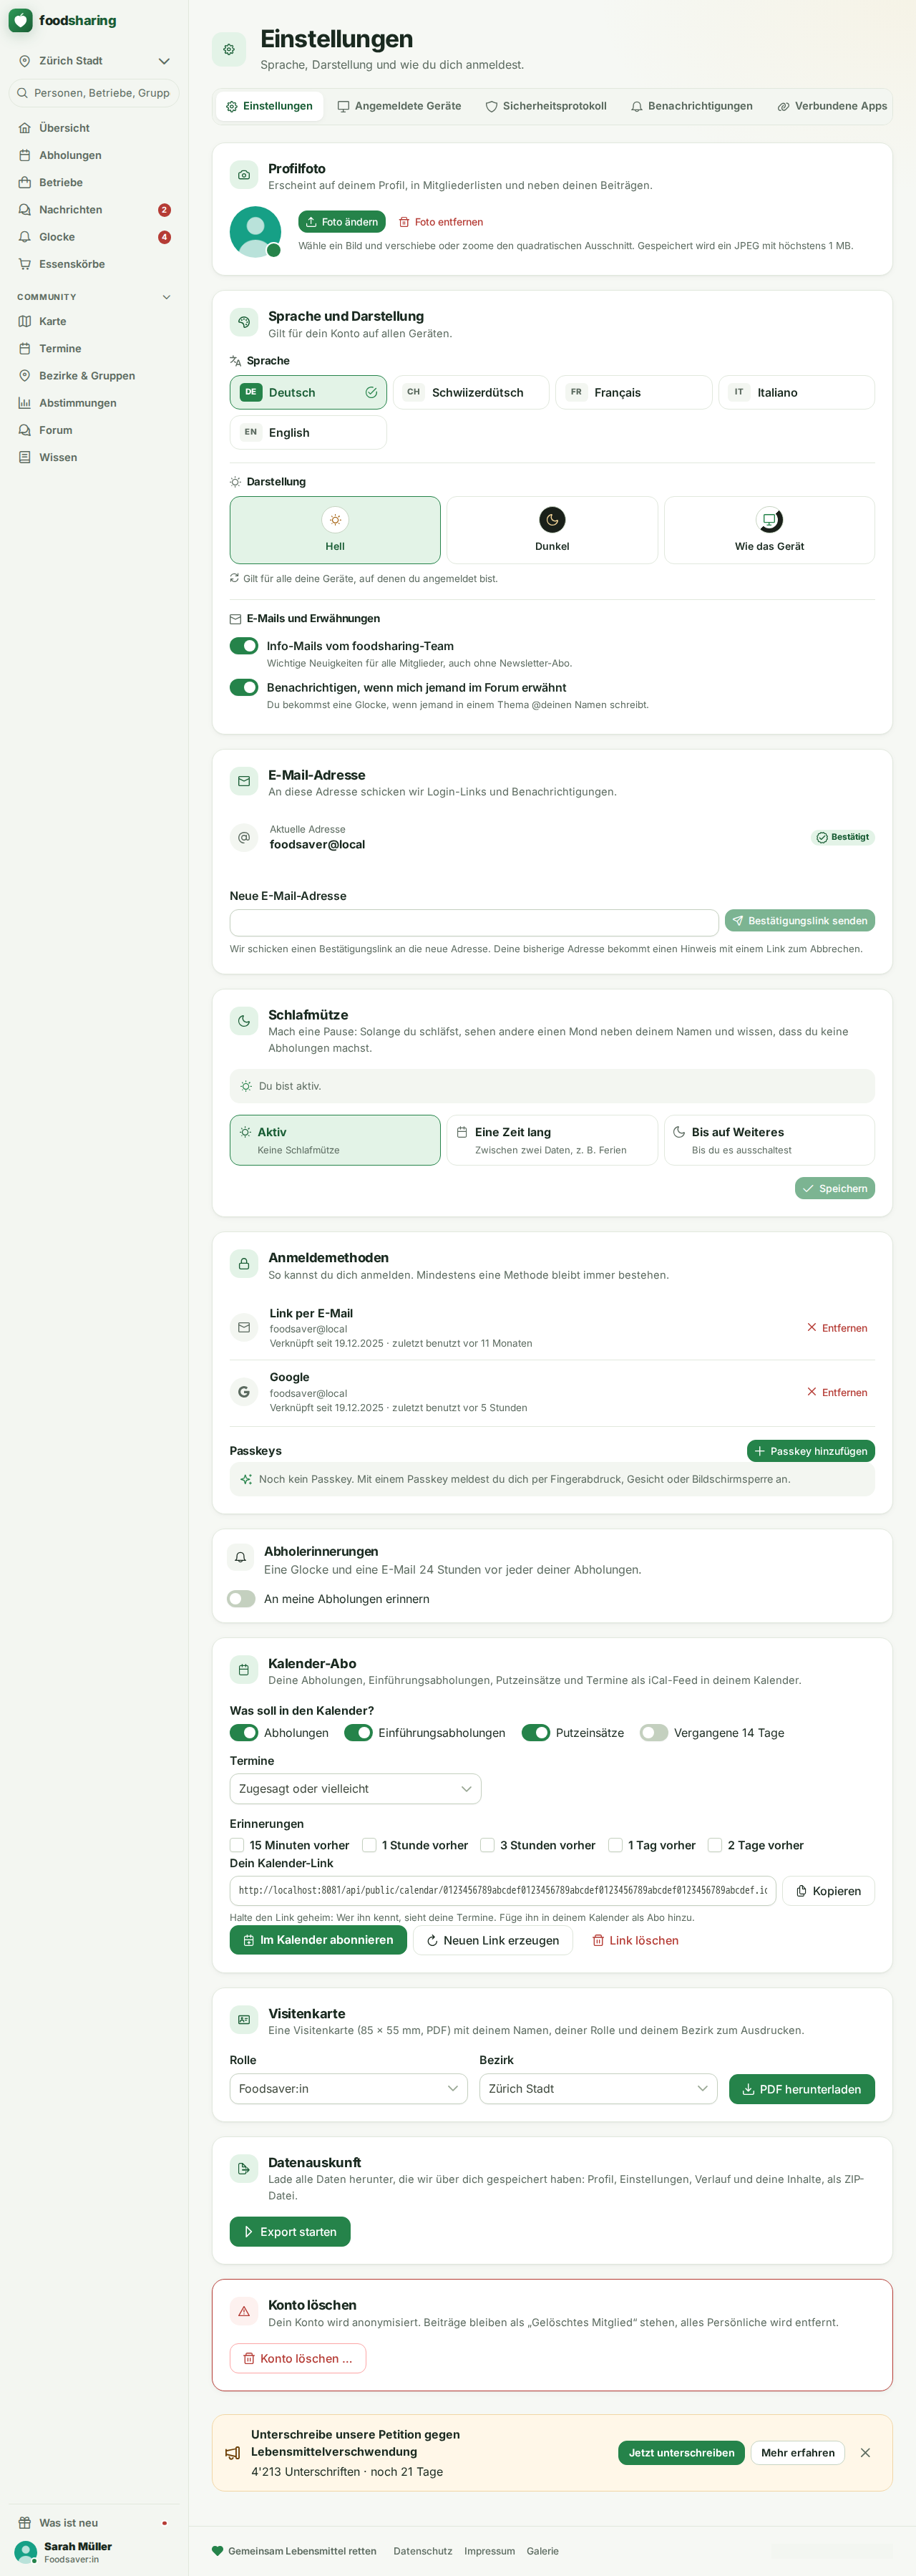 foodsharing
Zürich Stadt
Personen, Betriebe, Grupp
Übersicht
Abholungen
Betriebe
Nachrichten 2
Glocke 4
Essenskörbe
COMMUNITY
Karte
Termine
Bezirke & Gruppen
Abstimmungen
Forum
Wissen
Was ist neu
Sarah Müller
Foodsaver:in
Einstellungen
Sprache, Darstellung und wie du dich anmeldest.
Einstellungen Angemeldete Geräte Sicherheitsprotokoll Benachrichtigungen Verbundene Apps
Profilfoto
Erscheint auf deinem Profil, in Mitgliederlisten und neben deinen Beiträgen.
Foto ändern Foto entfernen
Wähle ein Bild und verschiebe oder zoome den quadratischen Ausschnitt. Gespeichert wird ein JPEG mit höchstens 1 MB.
Sprache und Darstellung
Gilt für dein Konto auf allen Geräten.
Sprache
DE Deutsch CH Schwiizerdütsch FR Français IT Italiano
EN English
Darstellung
Hell Dunkel Wie das Gerät
Gilt für alle deine Geräte, auf denen du angemeldet bist.
E-Mails und Erwähnungen
Info-Mails vom foodsharing-Team
Wichtige Neuigkeiten für alle Mitglieder, auch ohne Newsletter-Abo.
Benachrichtigen, wenn mich jemand im Forum erwähnt
Du bekommst eine Glocke, wenn jemand in einem Thema @deinen Namen schreibt.
E-Mail-Adresse
An diese Adresse schicken wir Login-Links und Benachrichtigungen.
Aktuelle Adresse
foodsaver@local Bestätigt
Neue E-Mail-Adresse
Bestätigungslink senden
Wir schicken einen Bestätigungslink an die neue Adresse. Deine bisherige Adresse bekommt einen Hinweis mit einem Link zum Abbrechen.
Schlafmütze
Mach eine Pause: Solange du schläfst, sehen andere einen Mond neben deinem Namen und wissen, dass du keine
Abholungen machst.
Du bist aktiv.
Aktiv Eine Zeit lang Bis auf Weiteres
Keine Schlafmütze Zwischen zwei Daten, z. B. Ferien Bis du es ausschaltest
Speichern
Anmeldemethoden
So kannst du dich anmelden. Mindestens eine Methode bleibt immer bestehen.
Link per E-Mail
foodsaver@local Entfernen
Verknüpft seit 19.12.2025 · zuletzt benutzt vor 11 Monaten
Google
foodsaver@local Entfernen
Verknüpft seit 19.12.2025 · zuletzt benutzt vor 5 Stunden
Passkeys Passkey hinzufügen
Noch kein Passkey. Mit einem Passkey meldest du dich per Fingerabdruck, Gesicht oder Bildschirmsperre an.
Abholerinnerungen
Eine Glocke und eine E-Mail 24 Stunden vor jeder deiner Abholungen.
An meine Abholungen erinnern
Kalender-Abo
Deine Abholungen, Einführungsabholungen, Putzeinsätze und Termine als iCal-Feed in deinem Kalender.
Was soll in den Kalender?
Abholungen Einführungsabholungen Putzeinsätze Vergangene 14 Tage
Termine
Zugesagt oder vielleicht
Erinnerungen
15 Minuten vorher 1 Stunde vorher 3 Stunden vorher 1 Tag vorher 2 Tage vorher
Dein Kalender-Link
http://localhost:8081/api/public/calendar/0123456789abcdef0123456789abcdef0123456789abcdef0123456789abcdef.ic Kopieren
Halte den Link geheim: Wer ihn kennt, sieht deine Termine. Füge ihn in deinem Kalender als Abo hinzu.
Im Kalender abonnieren Neuen Link erzeugen Link löschen
Visitenkarte
Eine Visitenkarte (85 × 55 mm, PDF) mit deinem Namen, deiner Rolle und deinem Bezirk zum Ausdrucken.
Rolle Bezirk
Foodsaver:in Zürich Stadt PDF herunterladen
Datenauskunft
Lade alle Daten herunter, die wir über dich gespeichert haben: Profil, Einstellungen, Verlauf und deine Inhalte, als ZIP-
Datei.
Export starten
Konto löschen
Dein Konto wird anonymisiert. Beiträge bleiben als „Gelöschtes Mitglied“ stehen, alles Persönliche wird entfernt.
Konto löschen …
Unterschreibe unsere Petition gegen
Lebensmittelverschwendung
4'213 Unterschriften · noch 21 Tage
Jetzt unterschreiben Mehr erfahren
Gemeinsam Lebensmittel retten Datenschutz Impressum Galerie